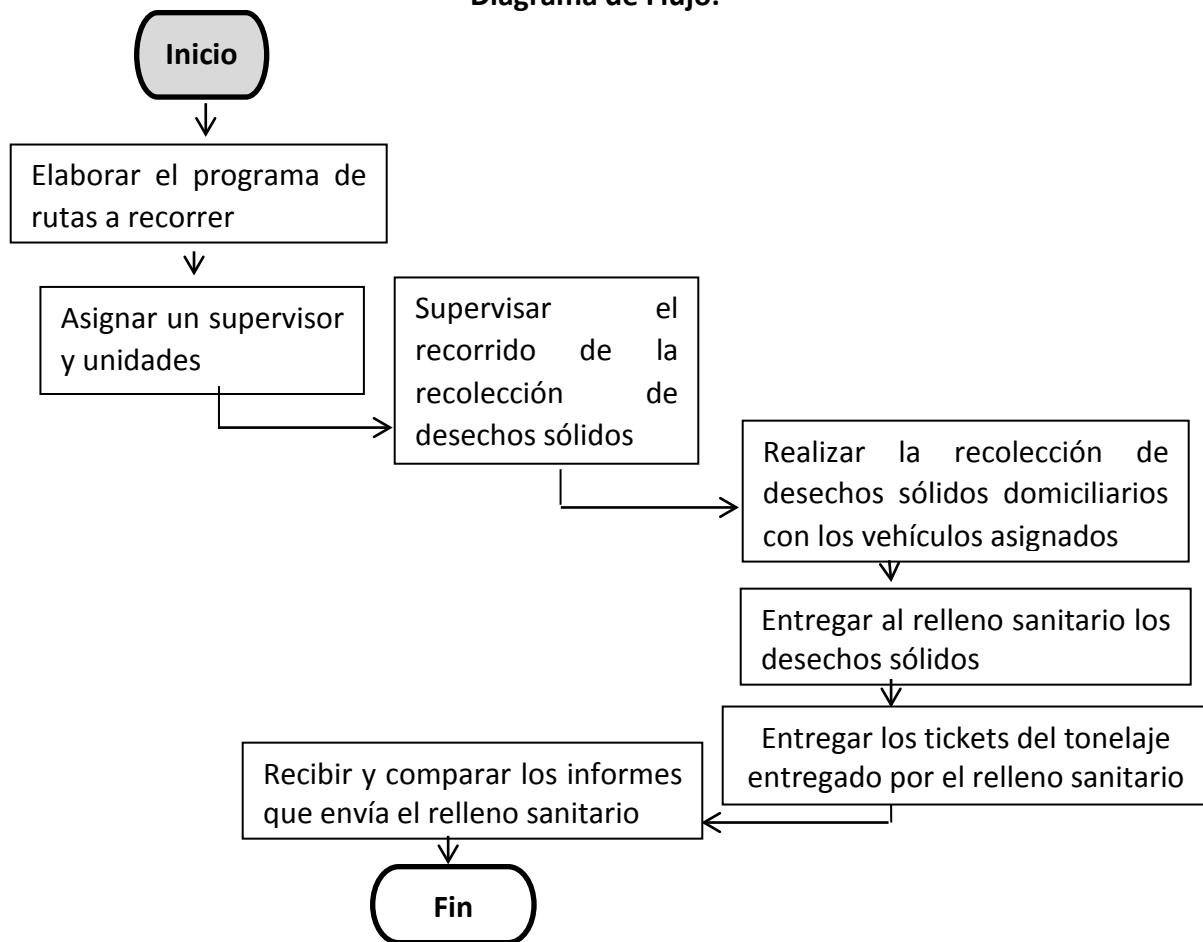 Diagrama de Flujo.
Inicio
Elaborar el programa de
rutas a recorrer
Asignar un supervisor
y unidades
Supervisar el
recorrido de la
recolección de
desechos sólidos
Realizar la recolección de
desechos sólidos domiciliarios
con los vehículos asignados
Entregar al relleno sanitario los
desechos sólidos
Entregar los tickets del tonelaje
entregado por el relleno sanitario
Recibir y comparar los informes
que envía el relleno sanitario
Fin